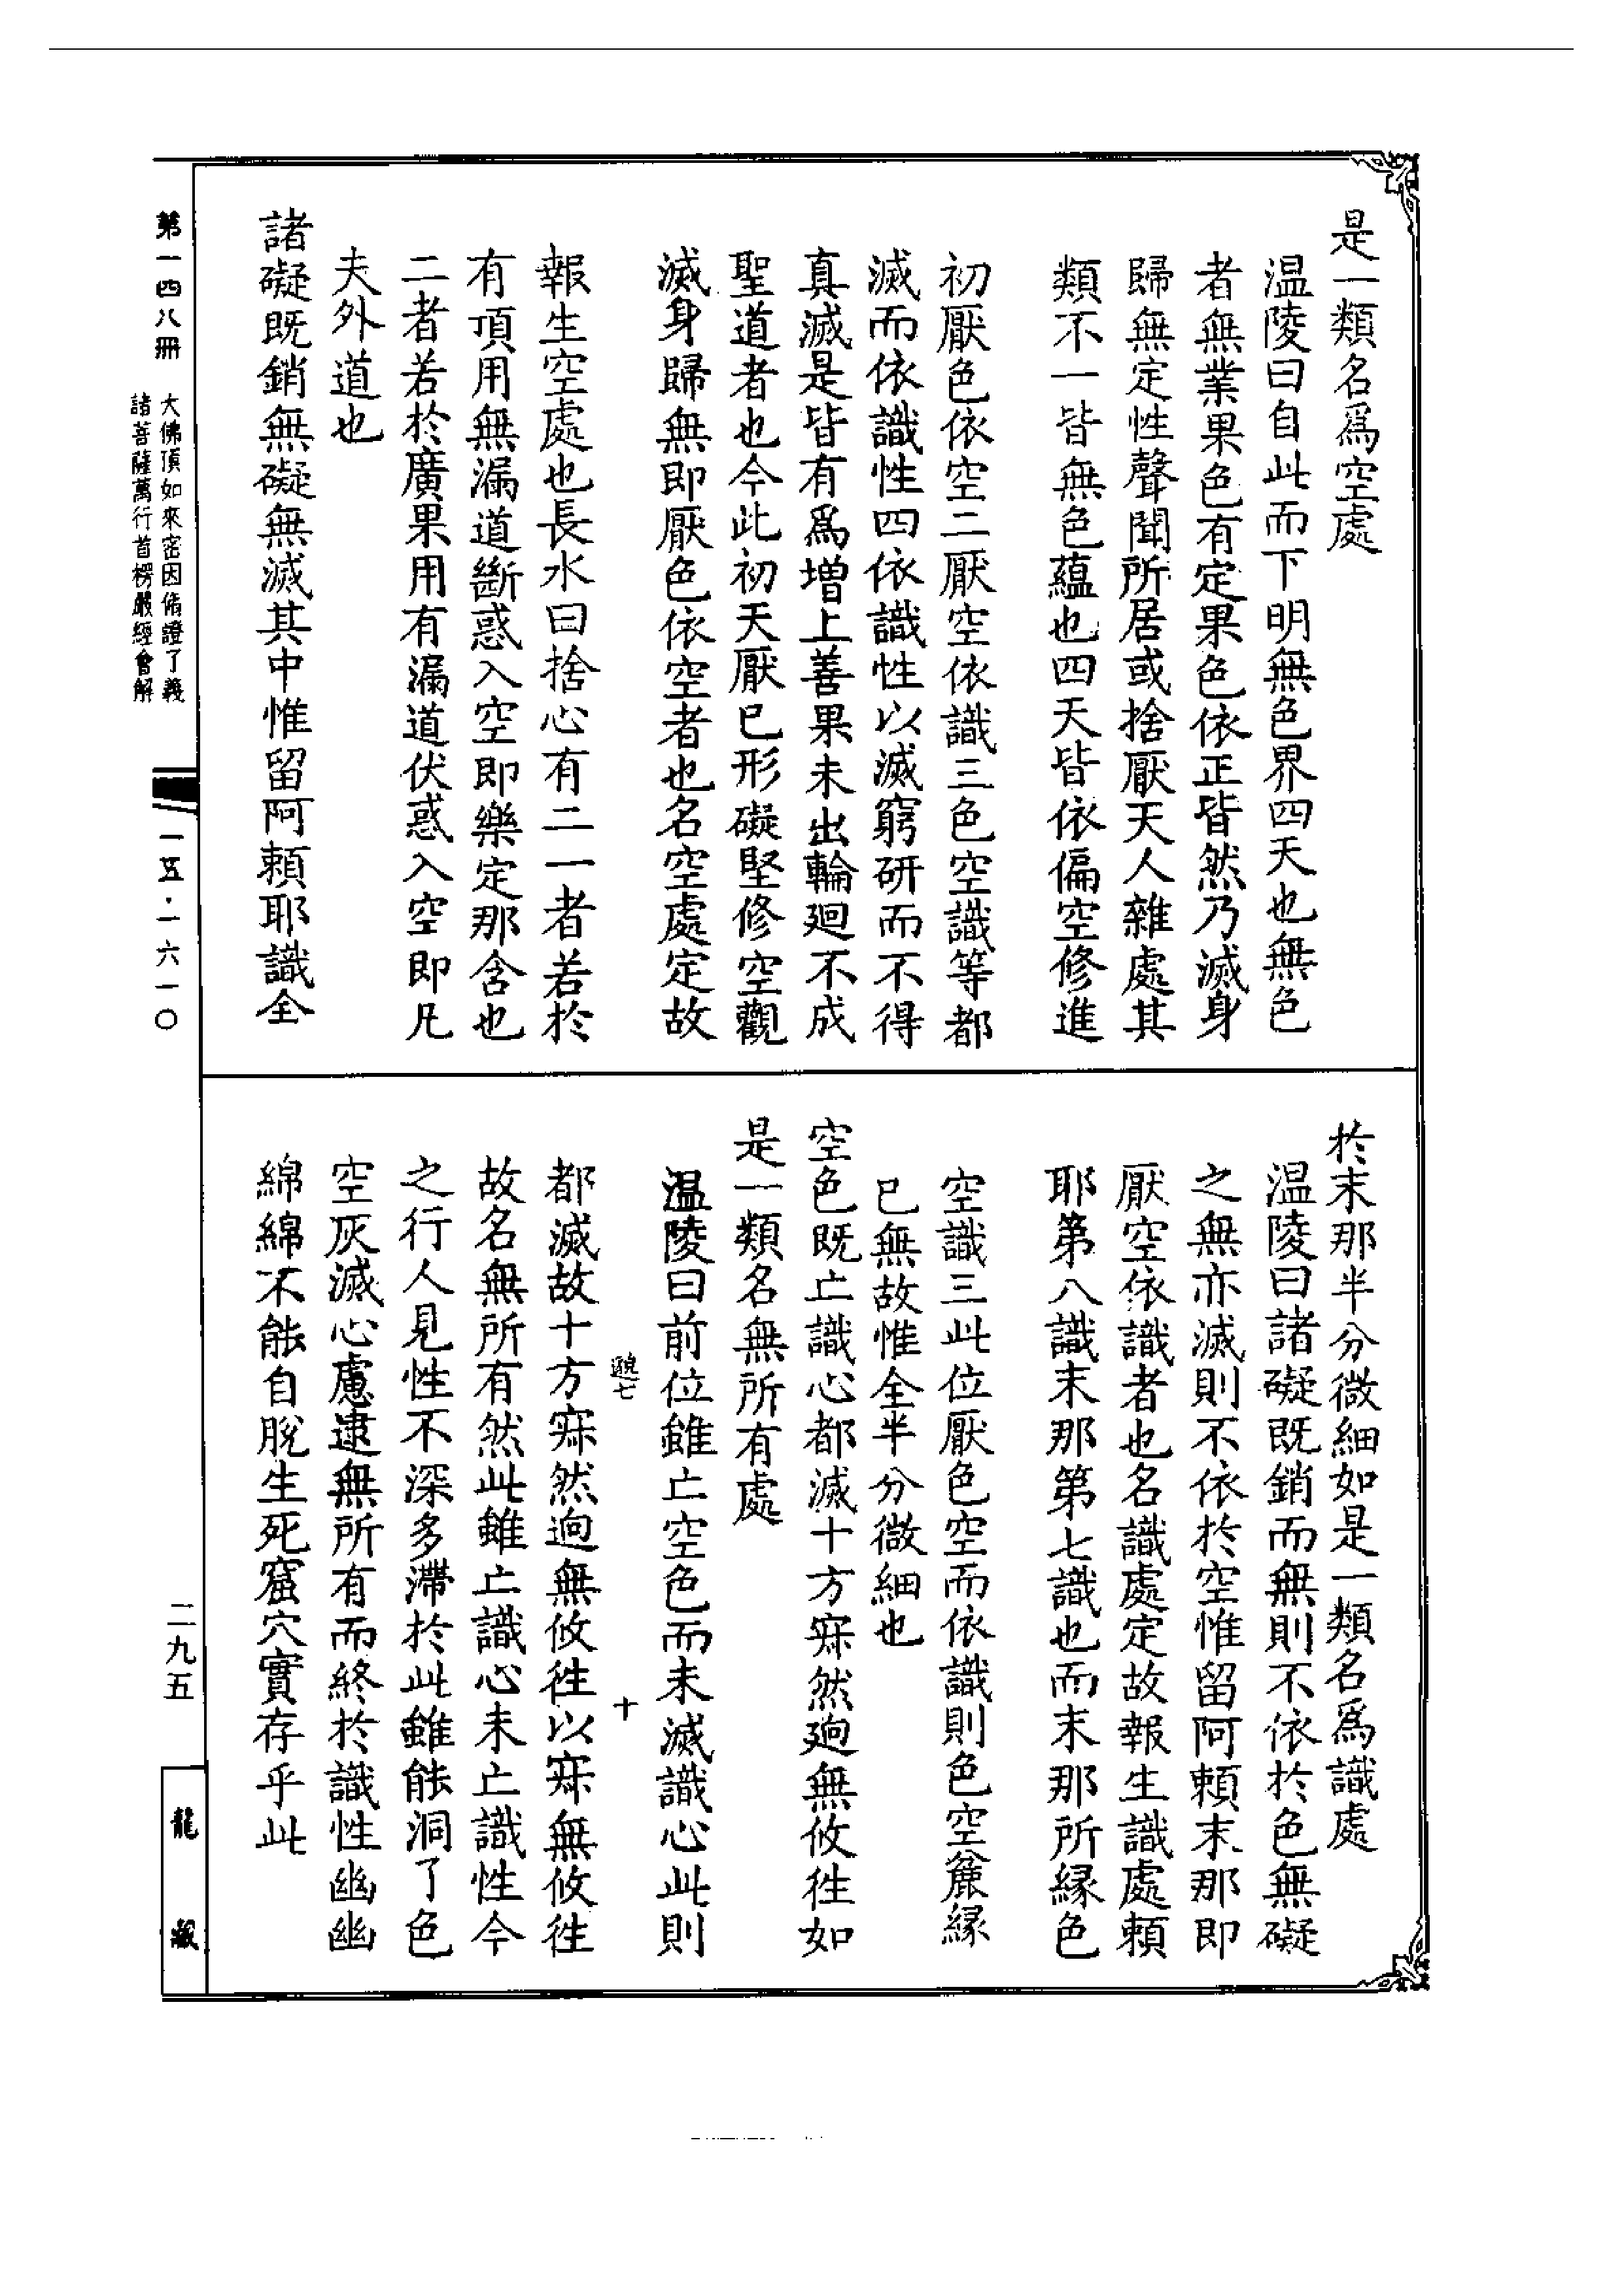 是一類名爲空處
温陵曰自此而下明無色界四天也無色
者無業果色有定果色依正皆然乃滅身
歸無定性聲聞所居或捨厭天人雜處其
類不一皆無色蘊也四天皆依偏空修進
初厭色依空二厭空依識三色空識等都
滅而依識性四依識性以滅窮研而不得
真滅是皆有爲增上善果未出輪廻不成
聖道者也今此初天厭已形礙堅修空觀
滅身歸無即厭色依空者也名空處定故
報生空處也長水曰捨心有二一者若於
有頂用無漏道斷惑入空即樂定那含也
二者若於廣果用有漏道伏惑入空即凡
夫外道也
諸礙既銷無礙無滅其中惟留阿賴耶識全
於末那半分微細如是一類名爲識處
温陵曰諸礙既銷而無則不依於色無礙
之無亦滅則不依於空惟留阿賴末那即
厭空依識者也名識處定故報生識處賴
耶第八識末那第七識也而末那所緣色
空識三此位厭色空而依識則色空麄緣
已無故惟全半分微細也
空色既亡識心都滅十方寂然廻無攸往如
是一類名無所有處
温陵曰前位雖亡空色而未滅識心此則
都滅故十方寂然逈無攸往以寂無攸往
故名無所有然此雖亡識心未亡識性今
之行人見性不深多滯於此雖能洞了色
空灰滅心慮逮無所有而終於識性幽幽
綿綿不能自脫生死窟穴實存乎此
邈七
十
第一四八冊
大佛頂如來密因脩證了義
諸菩薩萬行首楞嚴經會解
一五·一六一〇
二九五
龍藏